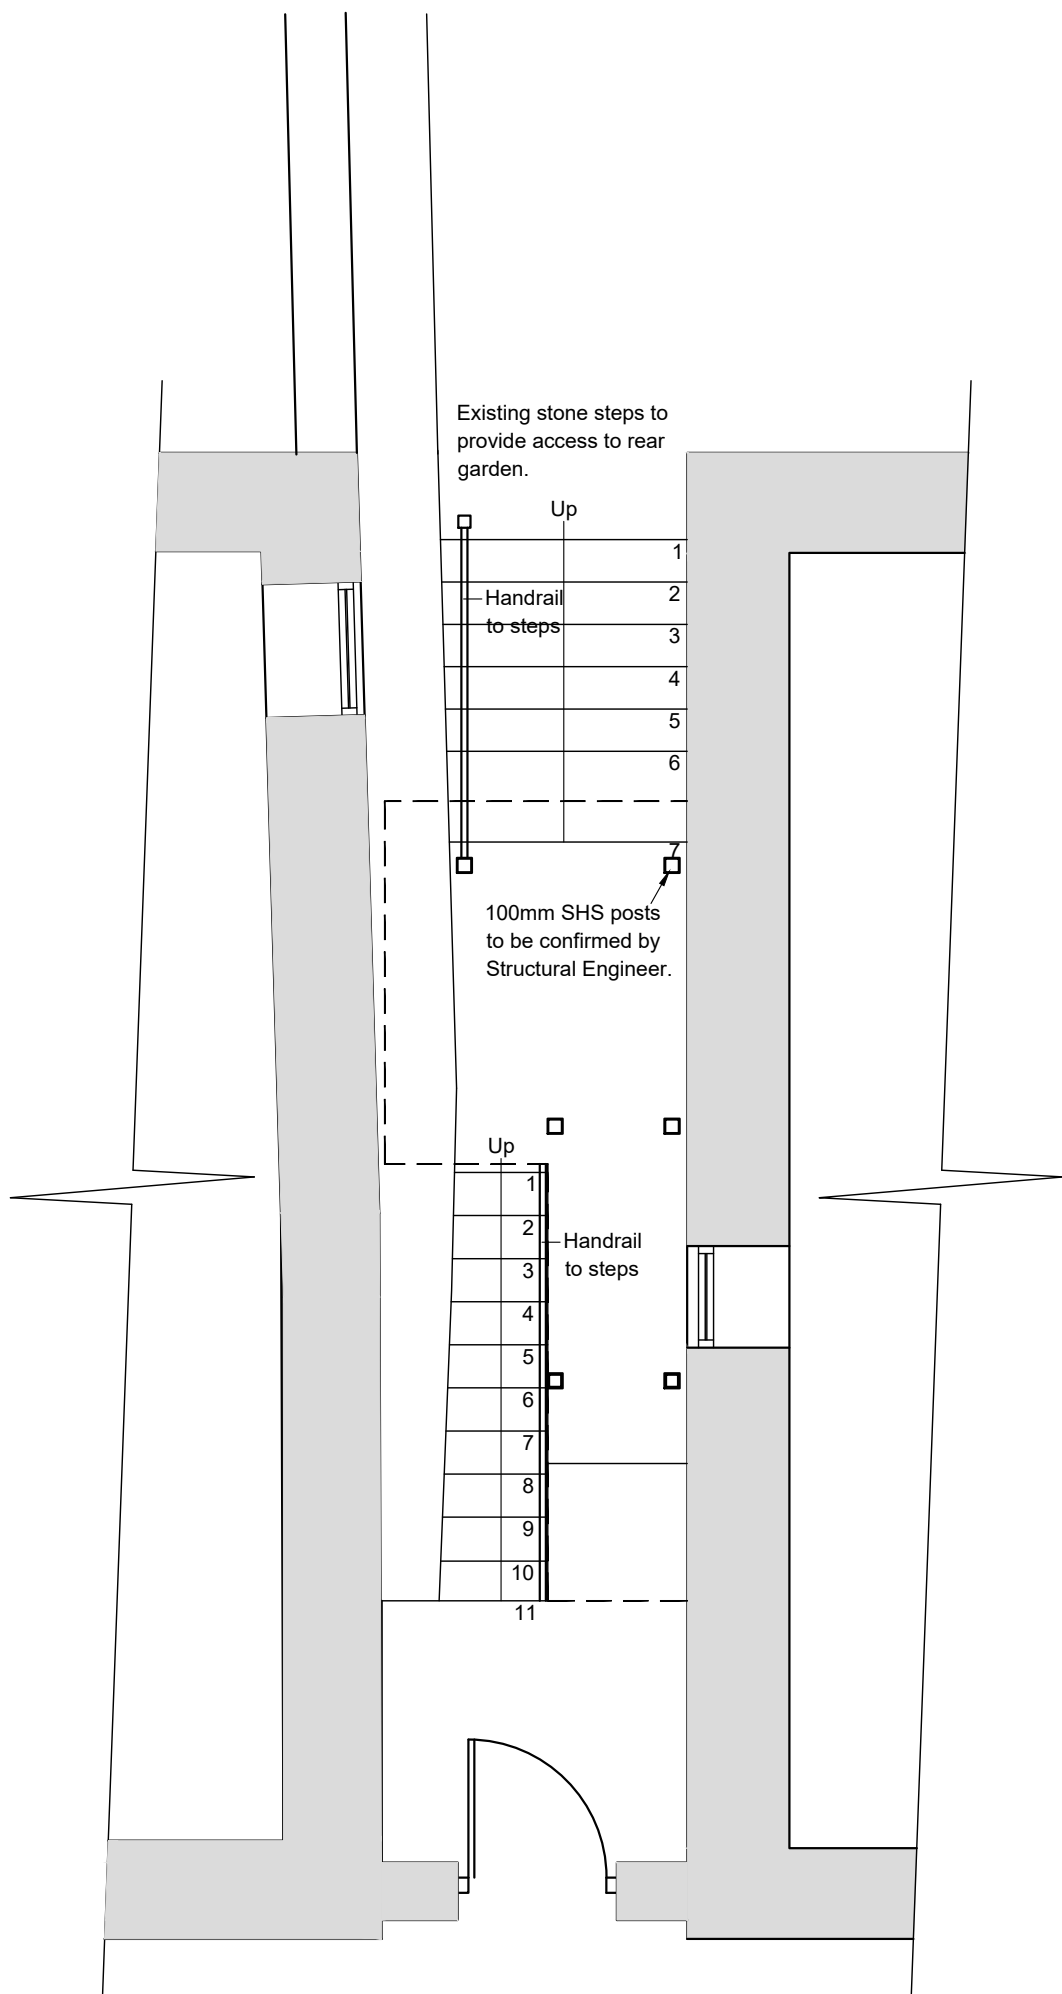 Existing stone steps to
provide access to rear
garden.
Up
1
2
Handrail
to steps
3
4
5
6
7
100mm SHS posts
to be confirmed by
Structural Engineer.
Up
1
2
Handrail
to steps
3
4
5
6
7
8
9
10
11